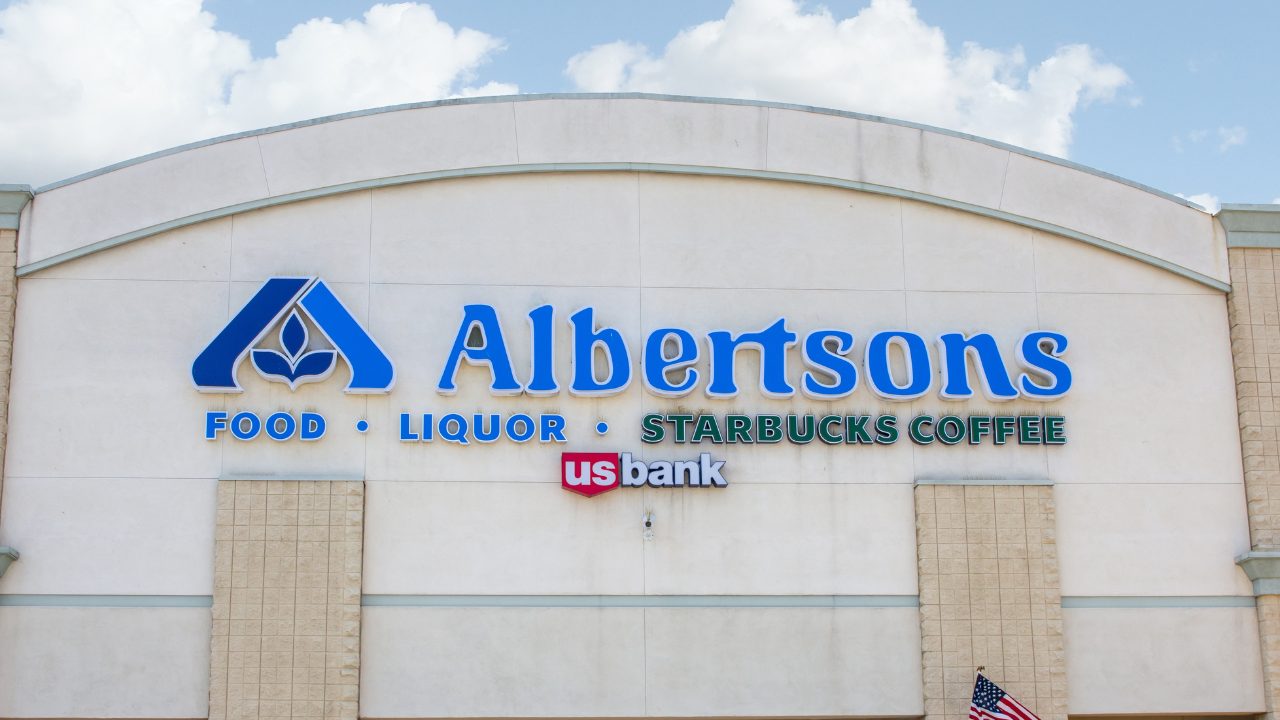 Albertsons
FOOD • LIQUOR • STARBUCKS COFFEE
usbank